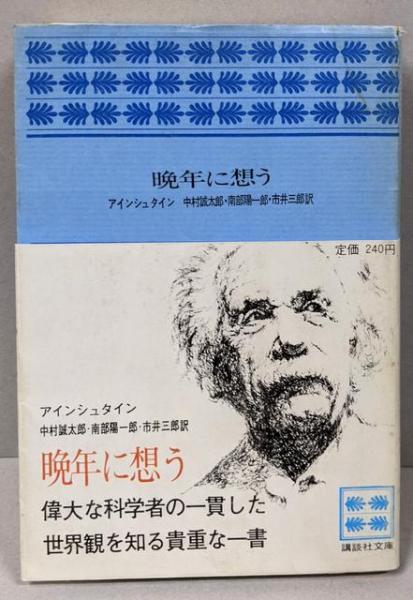 晩年に想う
アインシュタイン 中村誠太郎・南部陽一郎・市井三郎訳
定価 240円
アインシュタイン
中村誠太郎・南部陽一郎・市井三郎訳
晩年に想う
偉大な科学者の一貫した
世界観を知る貴重な一書
講談社文庫